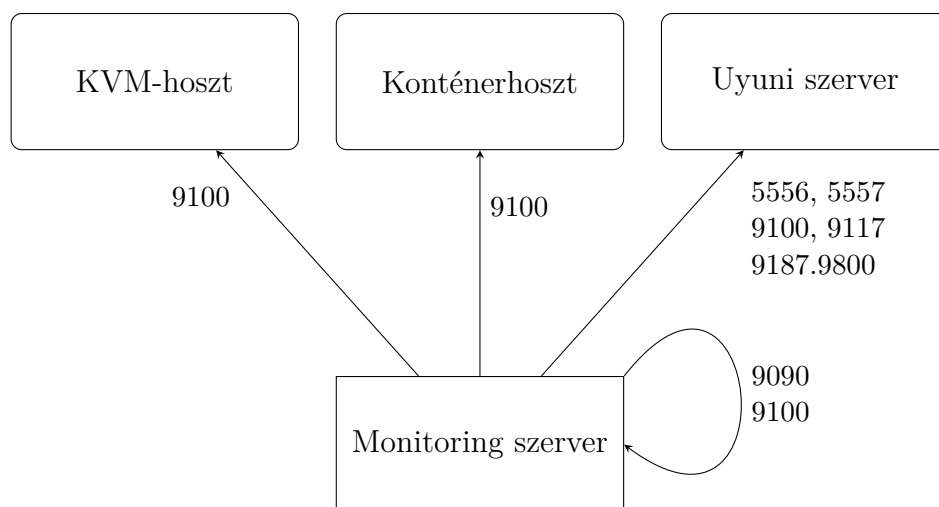 KVM-hoszt
Konténerhoszt
Uyuni szerver
9100
9100
5556, 5557
9100, 9117
9187.9800
9090
9100
Monitoring szerver